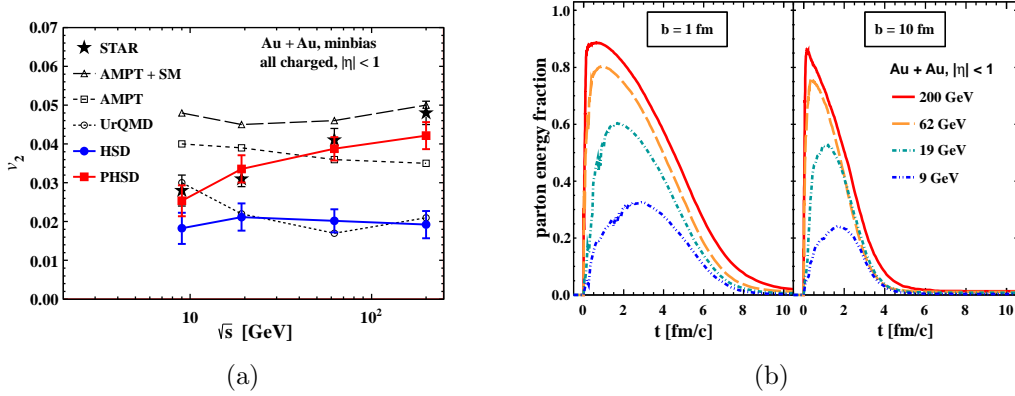 Au + Au, minbias
all charged, |η| < 1
STAR
AMPT + SM
AMPT
UrQMD
HSD
PHSD
v₂
0.07
0.06
0.05
0.04
0.03
0.02
0.01
0.00
10
10²
√s [GeV]
(a)
b = 1 fm
b = 10 fm
Au + Au, |η| < 1
200 GeV
62 GeV
19 GeV
9 GeV
parton energy fraction
1.0
0.8
0.6
0.4
0.2
0.0
0 2 4 6 8 10
0 2 4 6 8 10
t [fm/c]
t [fm/c]
(b)